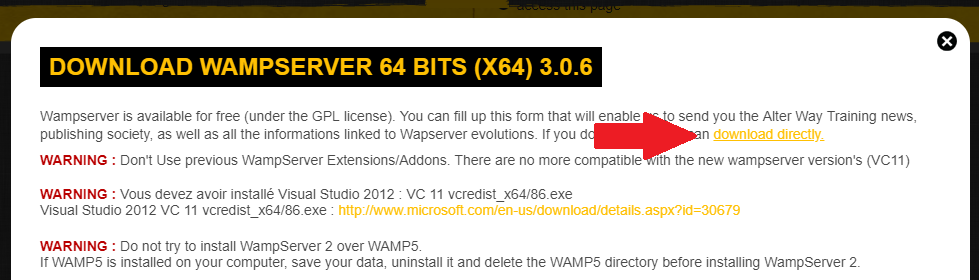 access this page
DOWNLOAD WAMPSERVER 64 BITS (X64) 3.0.6
Wampserver is available for free (under the GPL license). You can fill up this form that will enable us to send you the Alter Way Training news,
publishing society, as well as all the informations linked to Wapserver evolutions. If you do an download directly.
WARNING : Don't Use previous WampServer Extensions/Addons. There are no more compatible with the new wampserver version's (VC11)
WARNING : Vous devez avoir installé Visual Studio 2012 : VC 11 vcredist_x64/86.exe
Visual Studio 2012 VC 11 vcredist_x64/86.exe : http://www.microsoft.com/en-us/download/details.aspx?id=30679
WARNING : Do not try to install WampServer 2 over WAMP5.
If WAMP5 is installed on your computer, save your data, uninstall it and delete the WAMP5 directory before installing WampServer 2.